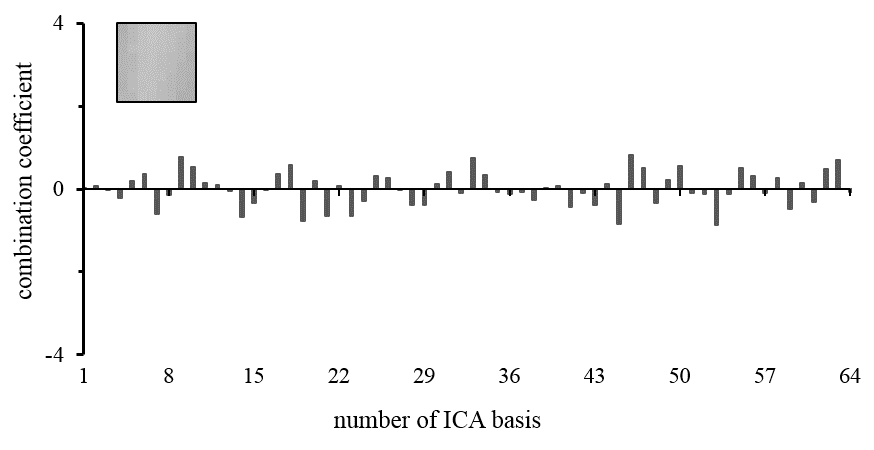 4
combination coefficient
0
-4
1 8 15 22 29 36 43 50 57 64
number of ICA basis